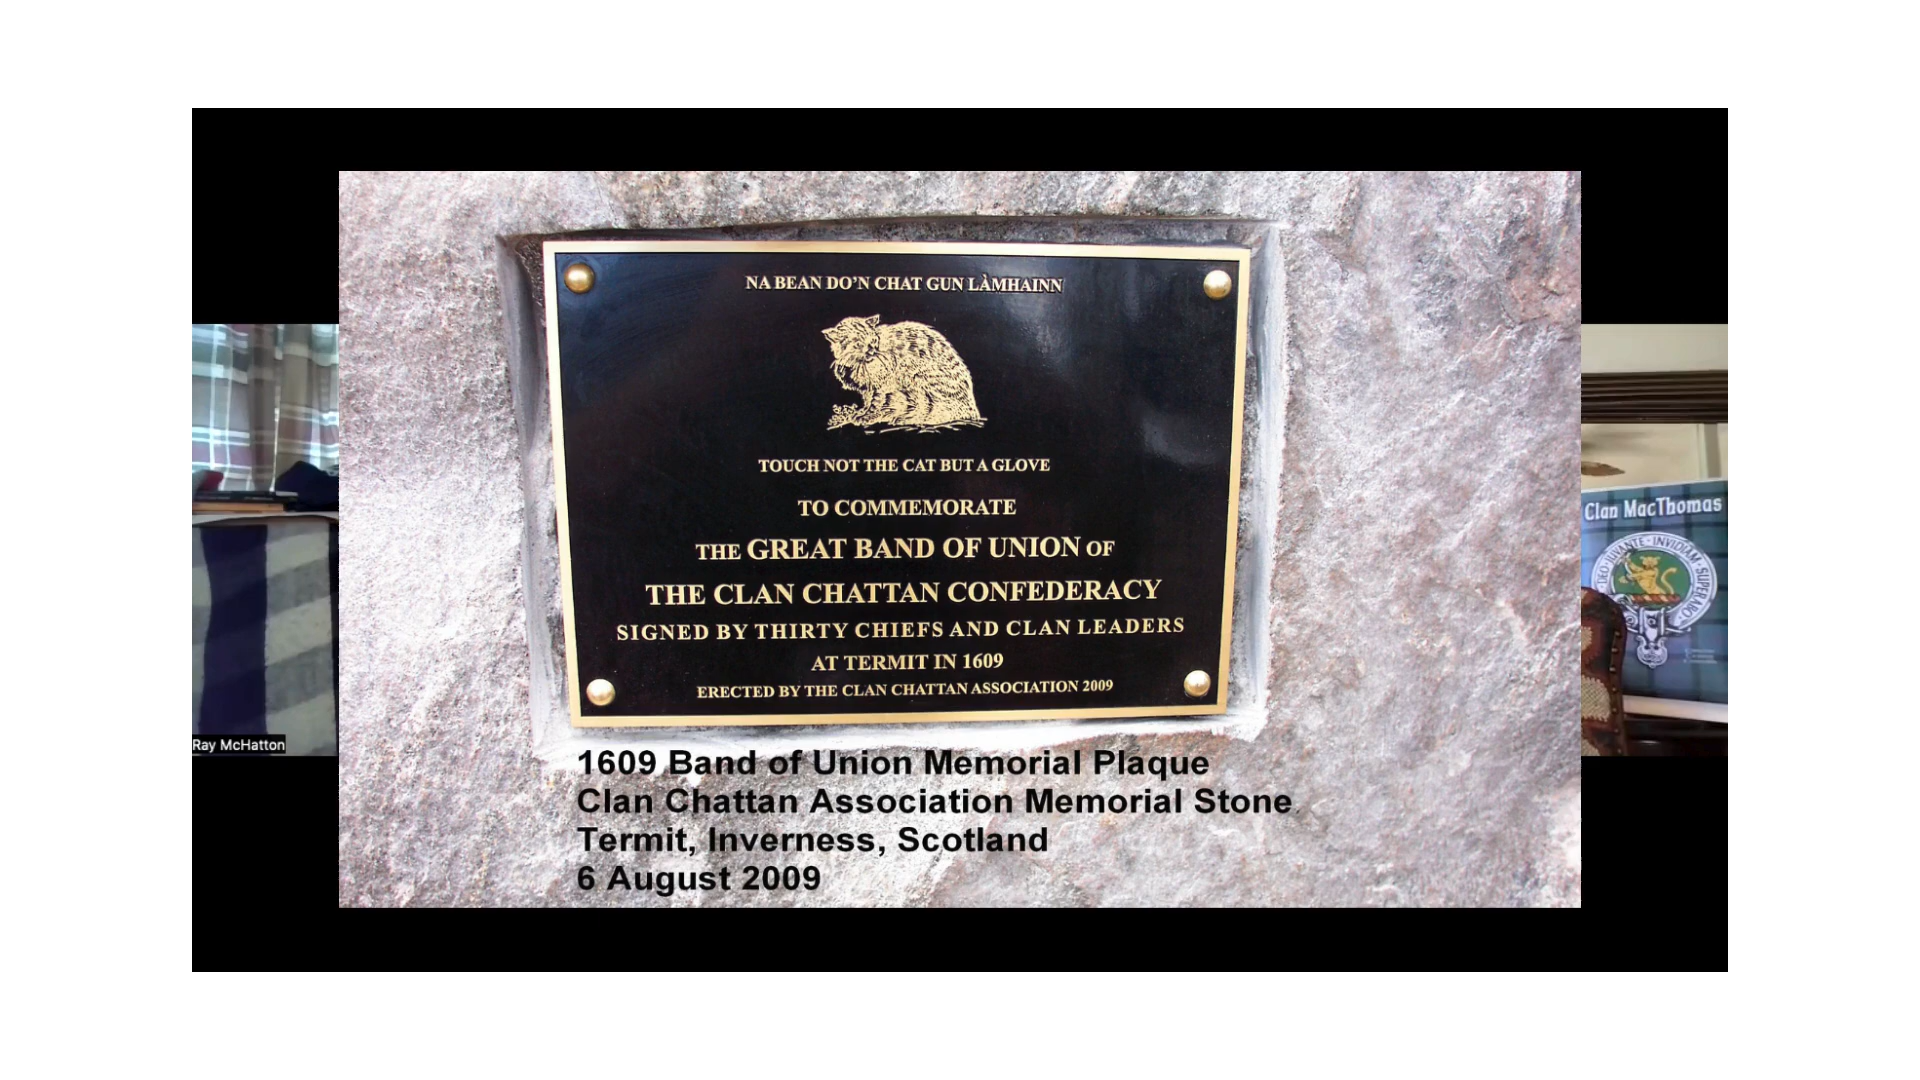 NA BEAN DO'N CHAT GUN LÀMHAINN
TOUCH NOT THE CAT BUT A GLOVE
TO COMMEMORATE
THE GREAT BAND OF UNION OF
THE CLAN CHATTAN CONFEDERACY
SIGNED BY THIRTY CHIEFS AND CLAN LEADERS
AT TERMIT IN 1609
ERECTED BY THE CLAN CHATTAN ASSOCIATION 2009
1609 Band of Union Memorial Plaque
Clan Chattan Association Memorial Stone
Termit, Inverness, Scotland
6 August 2009
Ray McHatton
Clan MacThomas
DEO JUVANTE INVIDIAM SUPERABO